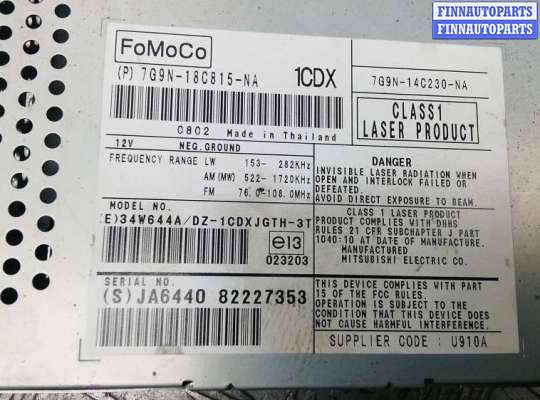 FINNAUTOPARTS
FINNAUTOPARTS
FoMoCo
(P) 7G9N-18C815-NA
1CDX
7G9N-14C230-NA
CLASS1
LASER PRODUCT
0802 Made in Thailand
12V NEG.GROUND
FREQUENCY RANGE LW 153- 282KHz
AM(MW) 522- 1720KHz
FM 76.0-108.0MHz
DANGER
INVISIBLE LASER RADIATION WHEN
OPEN AND INTERLOCK FAILED OR
DEFEATED.
AVOID DIRECT EXPOSURE TO BEAM.
MODEL NO.
E)34W644A/DZ-1CDXJGTH-3T
e13
023203
CLASS 1 LASER PRODUCT
PRODUCT COMPLIES WITH DHHS
RULES 21 CFR SUBCHAPTER J PART
1040:10 AT DATE OF MANUFACTURE.
MANUFACTURED
MITSUBISHI ELECTRIC CO.
SERIAL NO.
(S)JA6440 82227353
THIS DEVICE COMPLIES WITH PART
15 OF THE FCC RULES.
OPERATION IS SUBJECT TO THE
CONDITION THAT THIS DEVICE DOES
NOT CAUSE HARMFUL INTERFERENCE.
SUPPLIER CODE : U910A
FINNAUTOPARTS
FINNAUTOPARTS